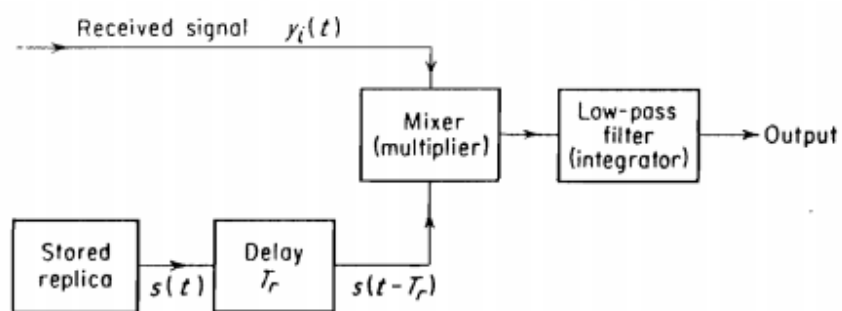 Received signal y_i(t)
Mixer
(multiplier)
Low-pass
filter
(integrator)
Output
Stored
replica
s(t)
Delay
T_r
s(t-T_r)